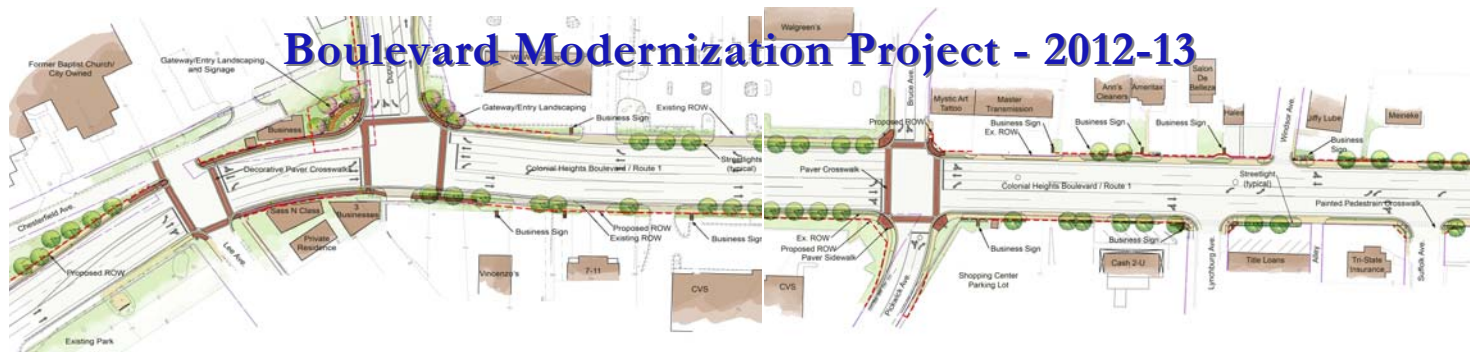 Boulevard Modernization Project - 2012-13
Former Baptist Church/
City Owned
Gateway/Entry Landscaping
and Signage
Business
Gateway/Entry Landscaping
Business Sign
Existing ROW
Decorative Paver Crosswalk
Colonial Heights Boulevard / Route 1
Streetlights
(typical)
Chesterfield Ave.
Sass N Class
3
Businesses
Private
Residence
Lee Ave.
Business Sign
Proposed ROW
Existing ROW
Business Sign
Proposed ROW
Vincenzo's
7-11
CVS
Existing Park
Walgreen's
Bruce Ave.
Mystic Art
Tattoo
Master
Transmission
Ann's
Cleaners
Ameritax
Salon
De
Belleza
Proposed ROW
Business Sign
Ex. ROW
Business Sign
Business Sign
Windsor Ave.
Jiffy Lube
Meineke
Business
Sign
Paver Crosswalk
Colonial Heights Boulevard / Route 1
Streetlight
(typical)
Painted Pedestrian Crosswalk
Ex. ROW
Proposed ROW
Paver Sidewalk
Business Sign
Business Sign
Pickwick Ave.
Shopping Center
Parking Lot
CVS
Cash 2-U
Lynchburg Ave.
Title Loans
Alley
Tri-State
Insurance
Suffolk Ave.